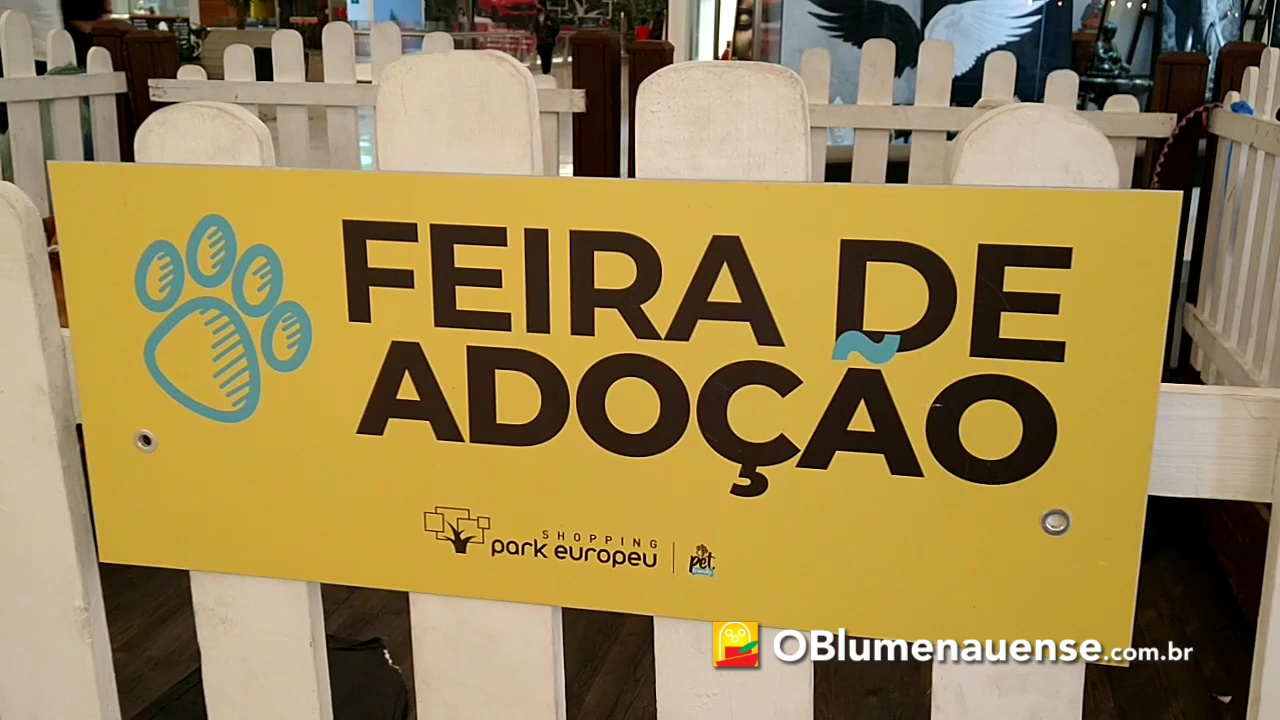 FEIRA DE
ADOÇÃO
SHOPPING
park europeu
pet
OBlumenauense.com.br